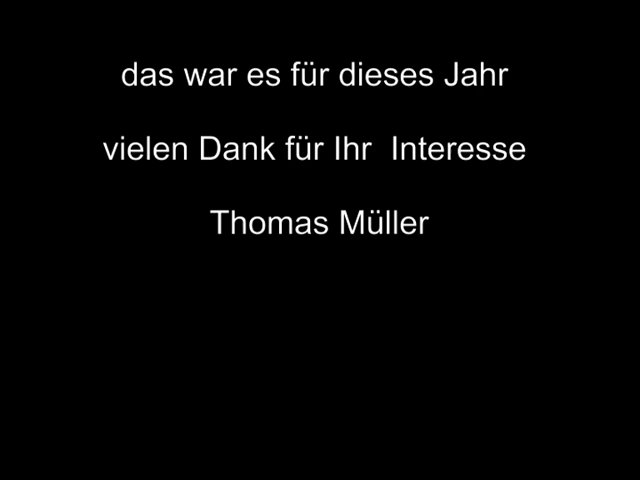 das war es für dieses Jahr
vielen Dank für Ihr  Interesse
Thomas Müller